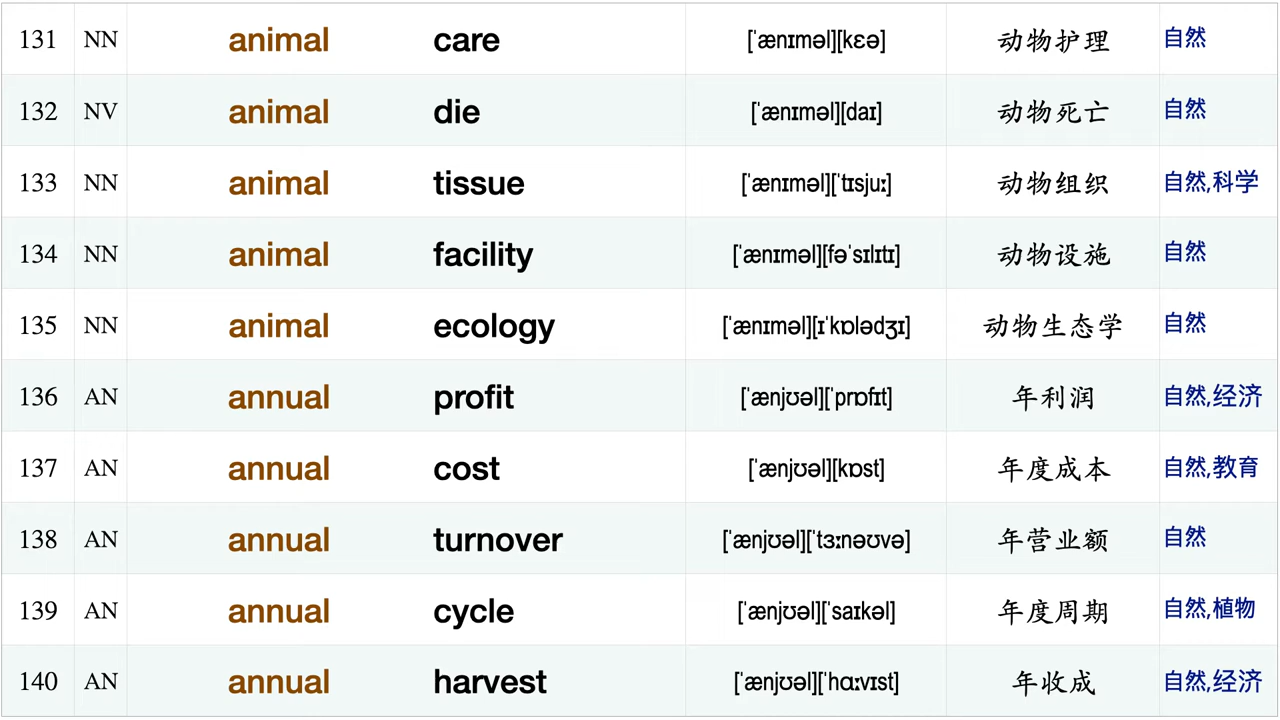 131 NN animal care [ˈænɪməl][kɛə] 动物护理 自然
132 NV animal die [ˈænɪməl][daɪ] 动物死亡 自然
133 NN animal tissue [ˈænɪməl][ˈtɪsjuː] 动物组织 自然,科学
134 NN animal facility [ˈænɪməl][fəˈsɪlɪtɪ] 动物设施 自然
135 NN animal ecology [ˈænɪməl][ɪˈkɒlədʒɪ] 动物生态学 自然
136 AN annual profit [ˈænjʊəl][ˈprɒfɪt] 年利润 自然,经济
137 AN annual cost [ˈænjʊəl][kɒst] 年度成本 自然,教育
138 AN annual turnover [ˈænjʊəl][ˈtɜːnəʊvə] 年营业额 自然
139 AN annual cycle [ˈænjʊəl][ˈsaɪkəl] 年度周期 自然,植物
140 AN annual harvest [ˈænjʊəl][ˈhɑːvɪst] 年收成 自然,经济